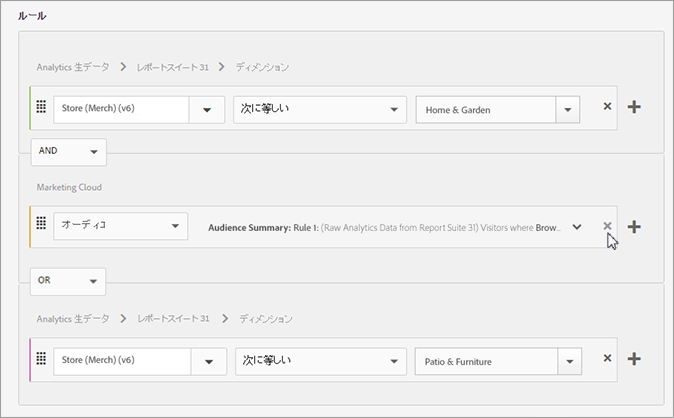 ルール
Analytics 生データ > レポートスイート 31 > ディメンション
Store (Merch) (v6) 次に等しい Home & Garden
AND
Marketing Cloud
オーディコ Audience Summary: Rule 1: (Raw Analytics Data from Report Suite 31) Visitors where Brow...
OR
Analytics 生データ > レポートスイート 31 > ディメンション
Store (Merch) (v6) 次に等しい Patio & Furniture